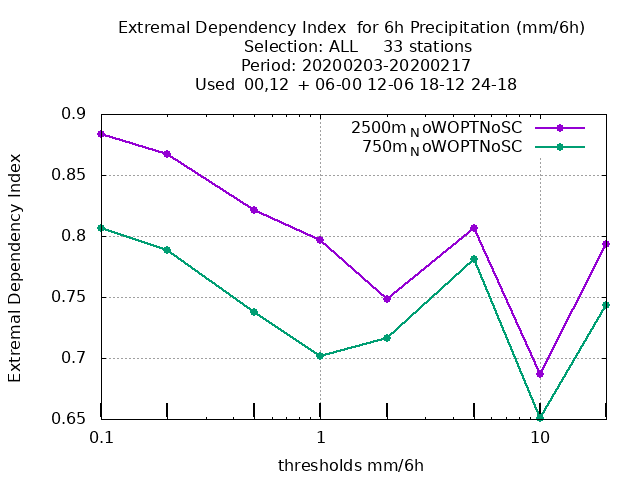 Extremal Dependency Index  for 6h Precipitation (mm/6h)
Selection: ALL     33 stations
Period: 20200203-20200217
Used  00,12  + 06-00 12-06 18-12 24-18
2500m_NoWOPTNoSC
750m_NoWOPTNoSC
0.9
0.85
0.8
0.75
0.7
0.65
Extremal Dependency Index
0.1 1 10
thresholds mm/6h